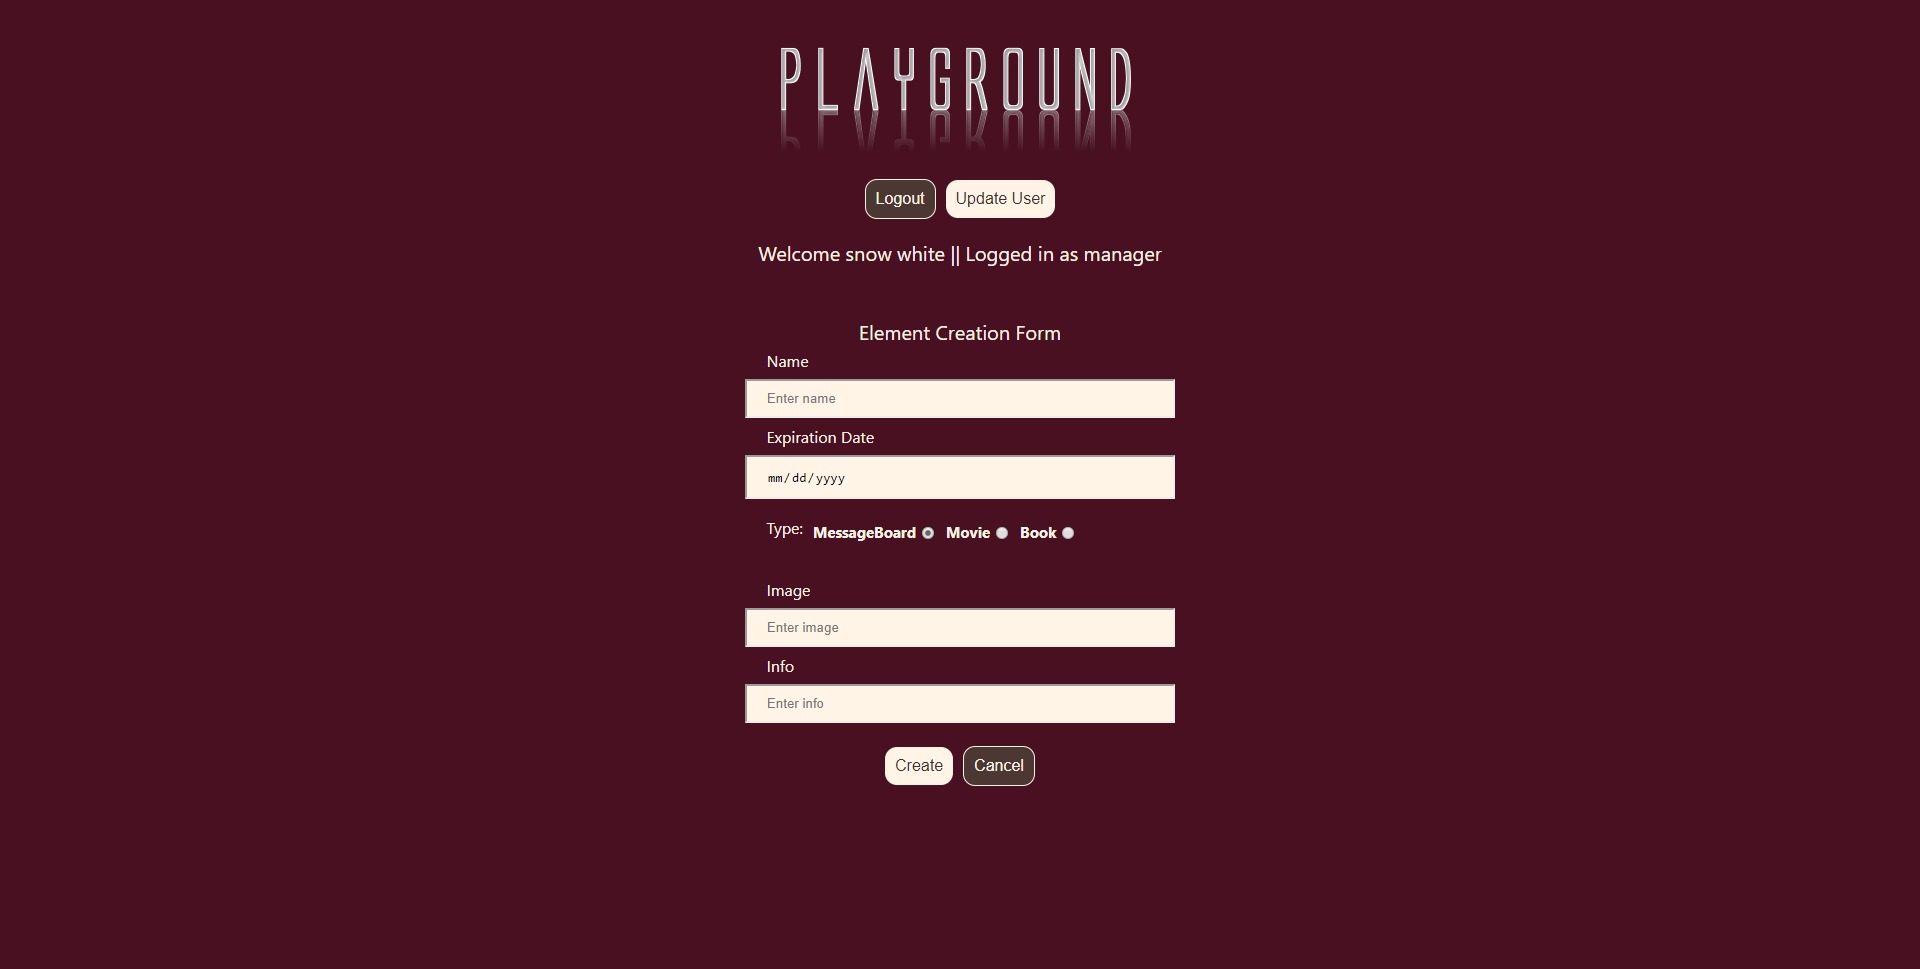 PLAYGROUND
Logout Update User
Welcome snow white || Logged in as manager
Element Creation Form
Name
Enter name
Expiration Date
mm/dd/yyyy
Type: MessageBoard Movie Book
Image
Enter image
Info
Enter info
Create Cancel